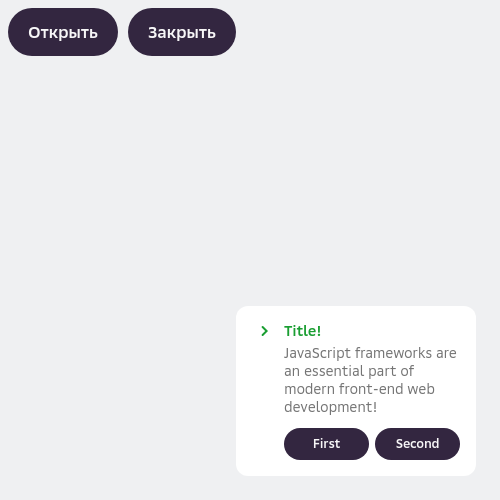 Открыть Закрыть
Title!
JavaScript frameworks are
an essential part of
modern front-end web
development!
First Second